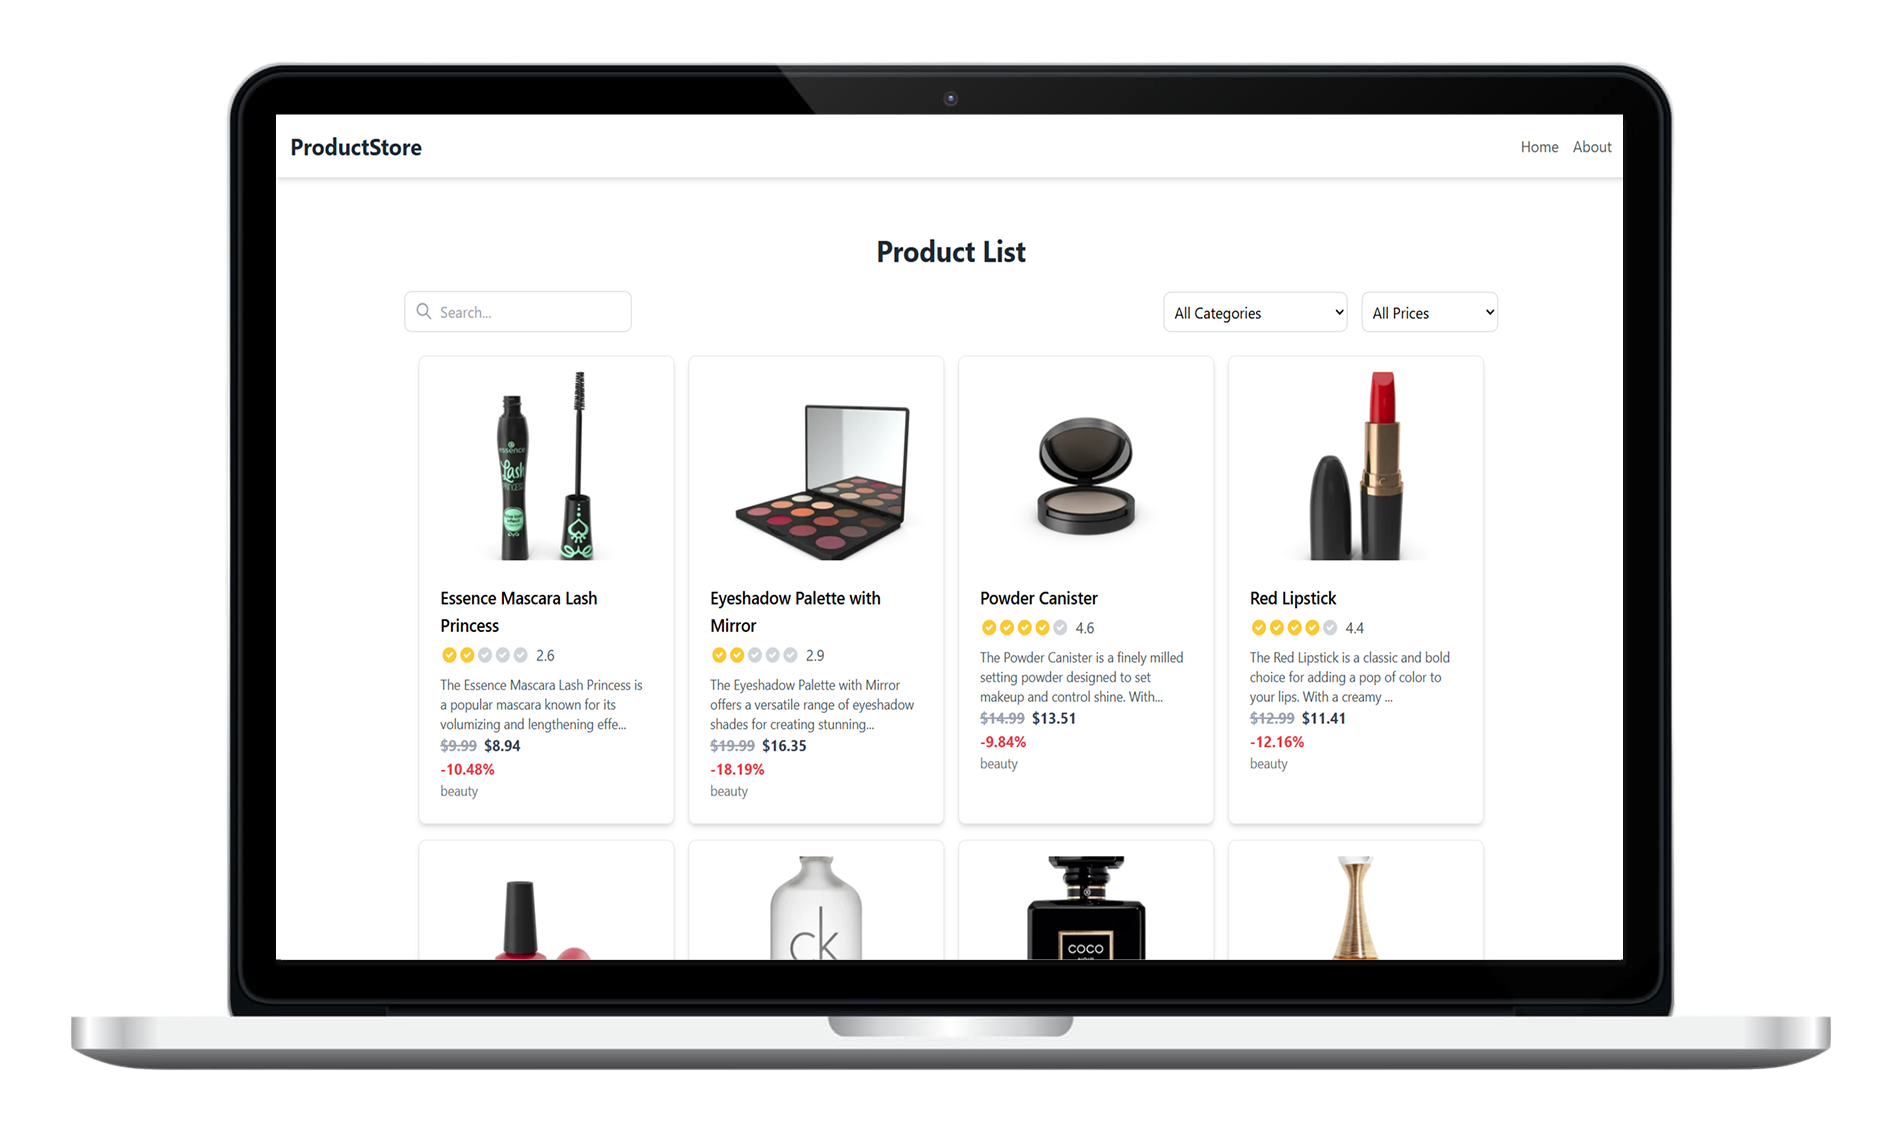 ProductStore
Home About
Product List
Search...
All Categories
All Prices
essence
Lash
Essence Mascara Lash
Princess
2.6
The Essence Mascara Lash Princess is
a popular mascara known for its
volumizing and lengthening effe...
$9.99 $8.94
-10.48%
beauty
Eyeshadow Palette with
Mirror
2.9
The Eyeshadow Palette with Mirror
offers a versatile range of eyeshadow
shades for creating stunning...
$19.99 $16.35
-18.19%
beauty
Powder Canister
4.6
The Powder Canister is a finely milled
setting powder designed to set
makeup and control shine. With...
$14.99 $13.51
-9.84%
beauty
Red Lipstick
4.4
The Red Lipstick is a classic and bold
choice for adding a pop of color to
your lips. With a creamy ...
$12.99 $11.41
-12.16%
beauty
ck
COCO